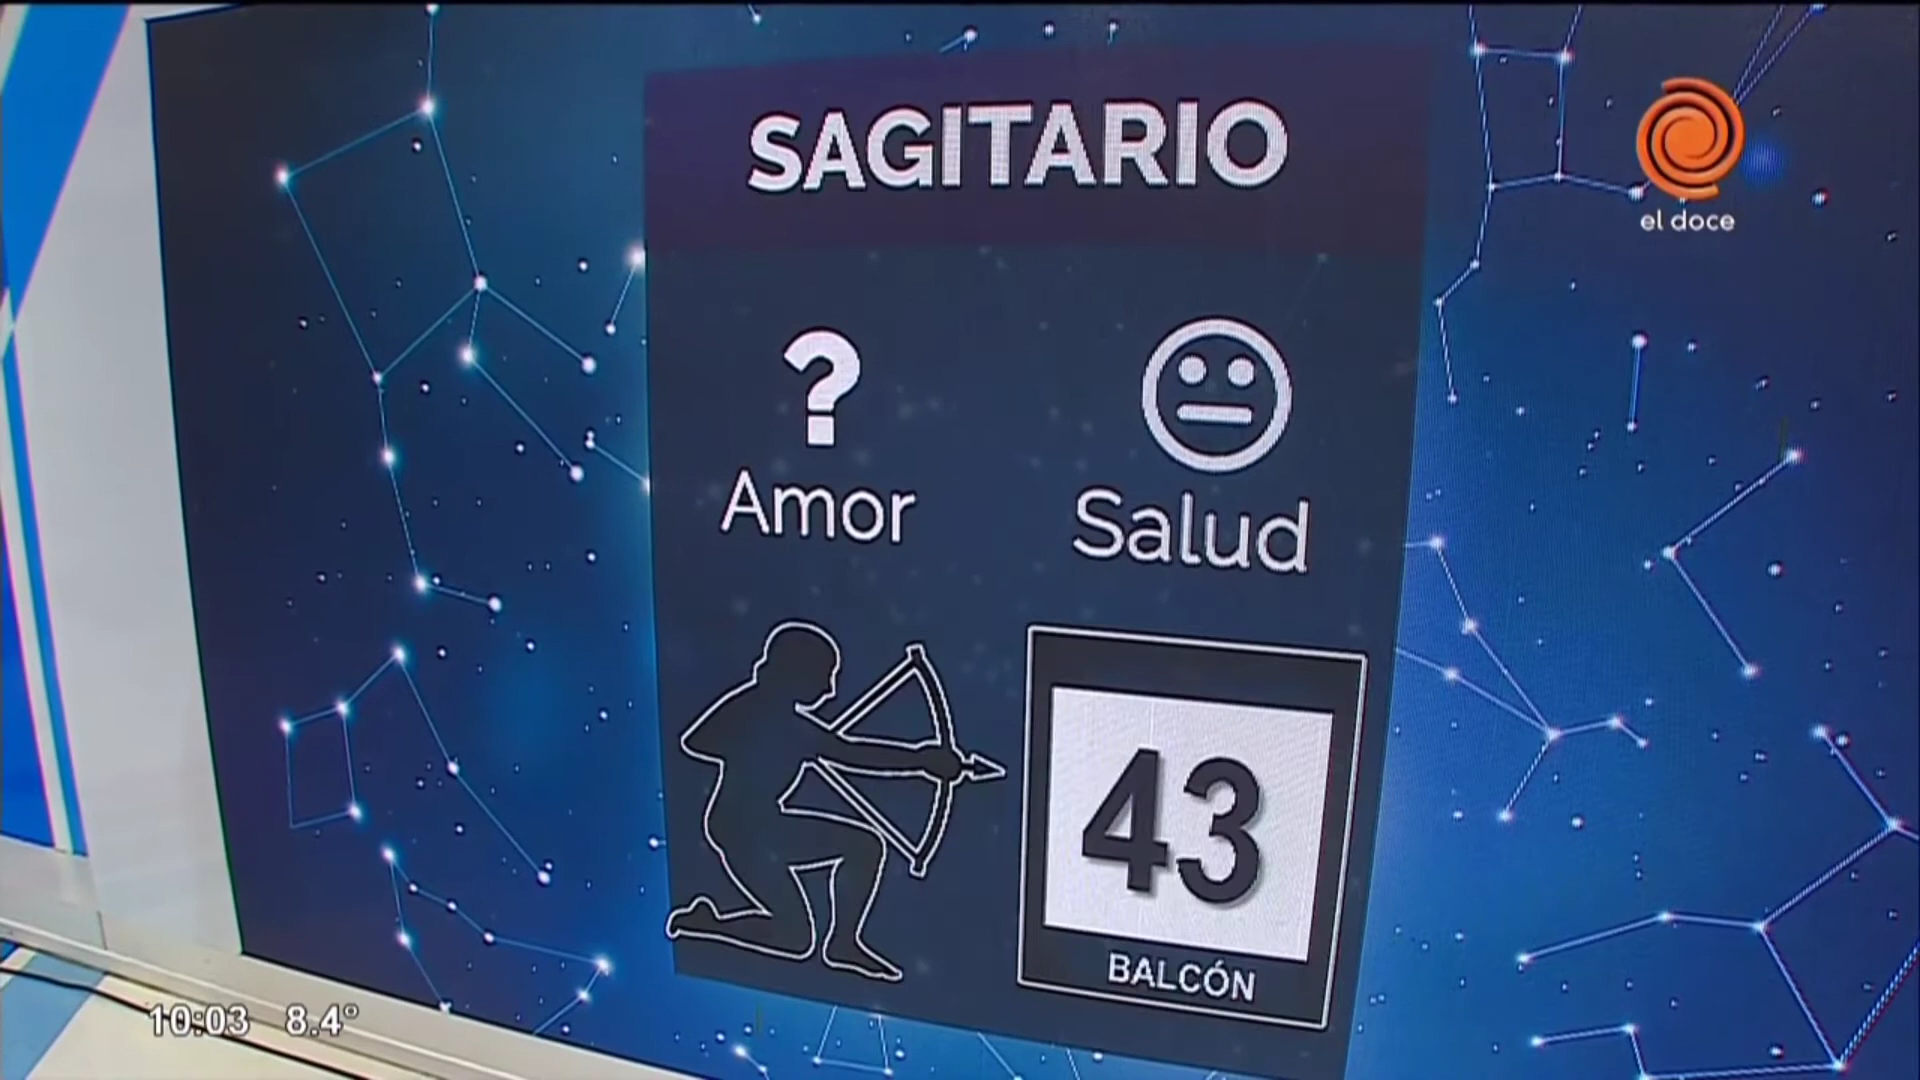 SAGITARIO
el doce
?
Amor
Salud
43
BALCÓN
10:03 8.4°